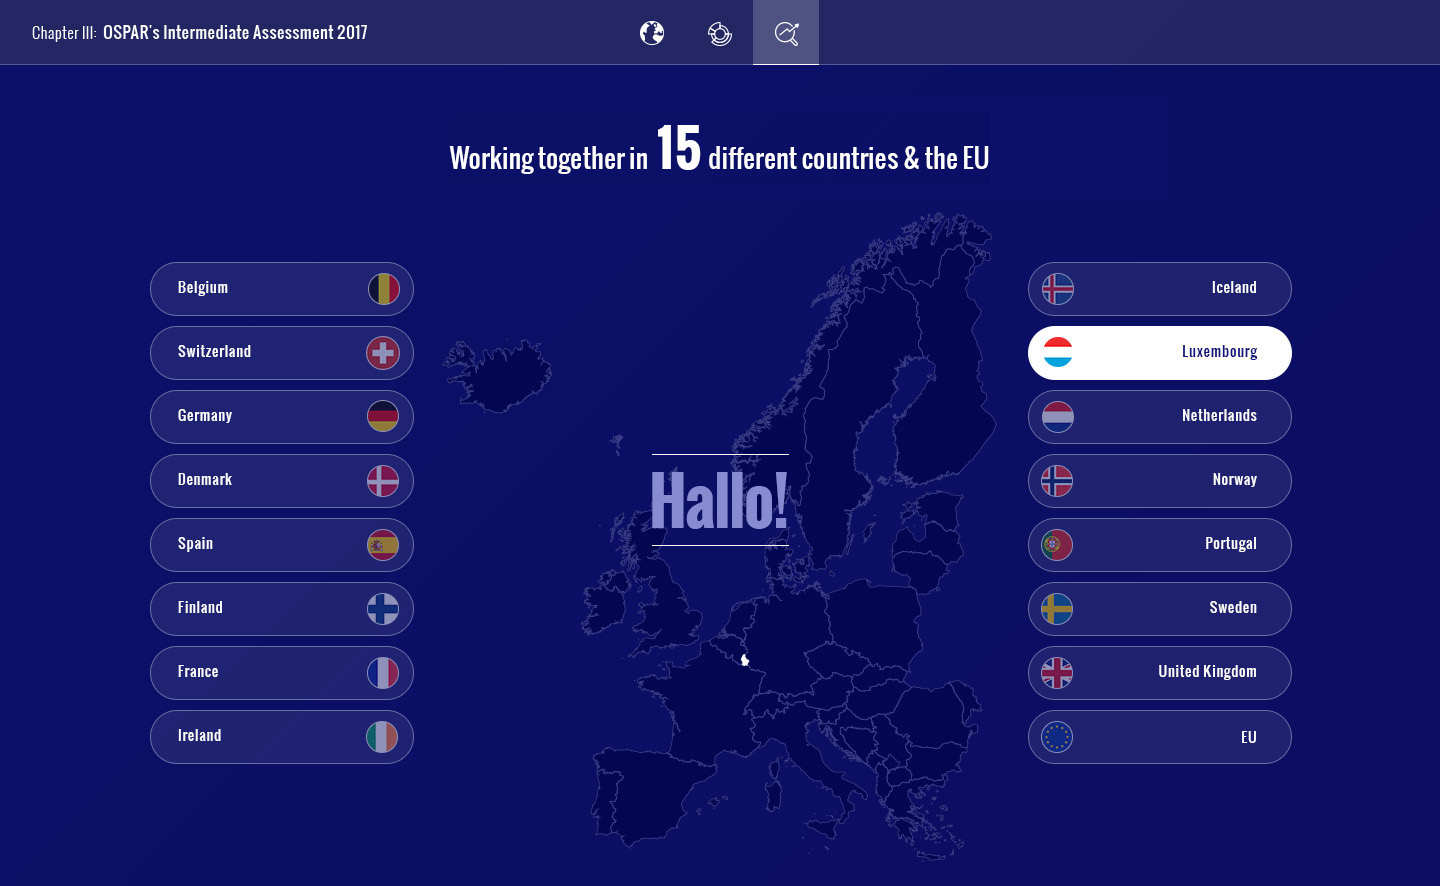 Chapter III: OSPAR's Intermediate Assessment 2017
Working together in 15 different countries & the EU
Belgium
Switzerland
Germany
Denmark
Spain
Finland
France
Ireland
Hallo!
Iceland
Luxembourg
Netherlands
Norway
Portugal
Sweden
United Kingdom
EU